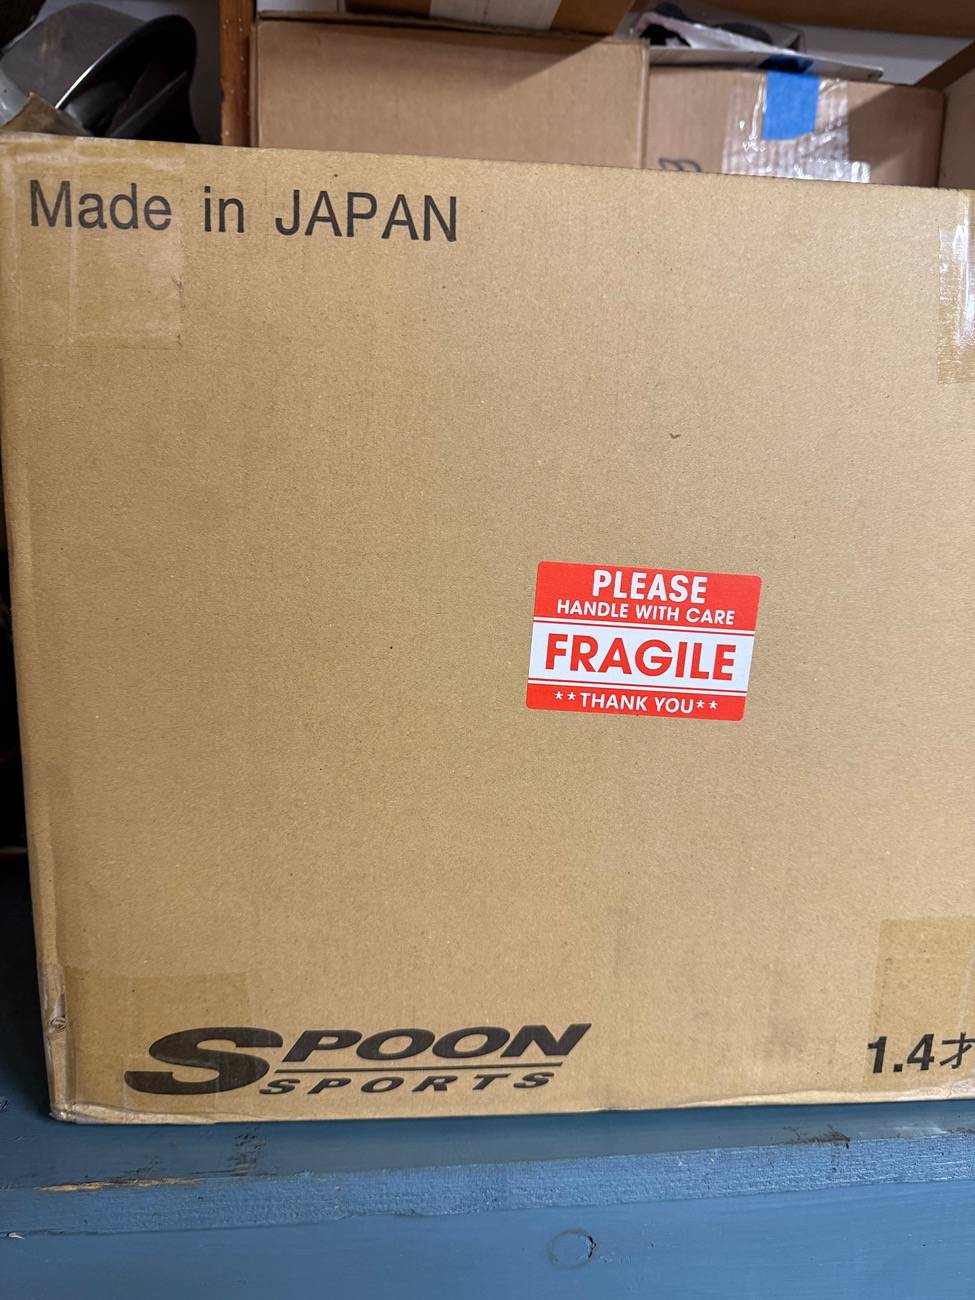 Made in JAPAN
PLEASE
HANDLE WITH CARE
FRAGILE
**THANK YOU**
SPOON
SPORTS
1.4才